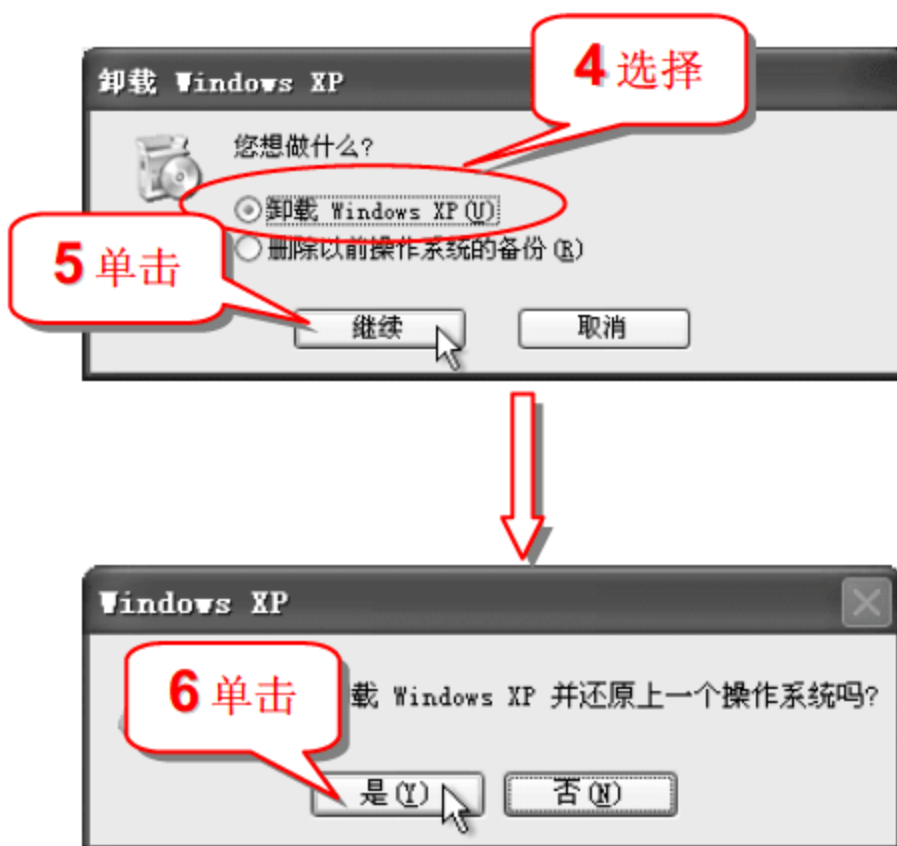 卸载 Windows XP
4 选择
您想做什么?
卸载 Windows XP(U)
删除以前操作系统的备份(R)
5 单击
继续
取消
Windows XP
6 单击
载 Windows XP 并还原上一个操作系统吗?
是(Y)
否(N)